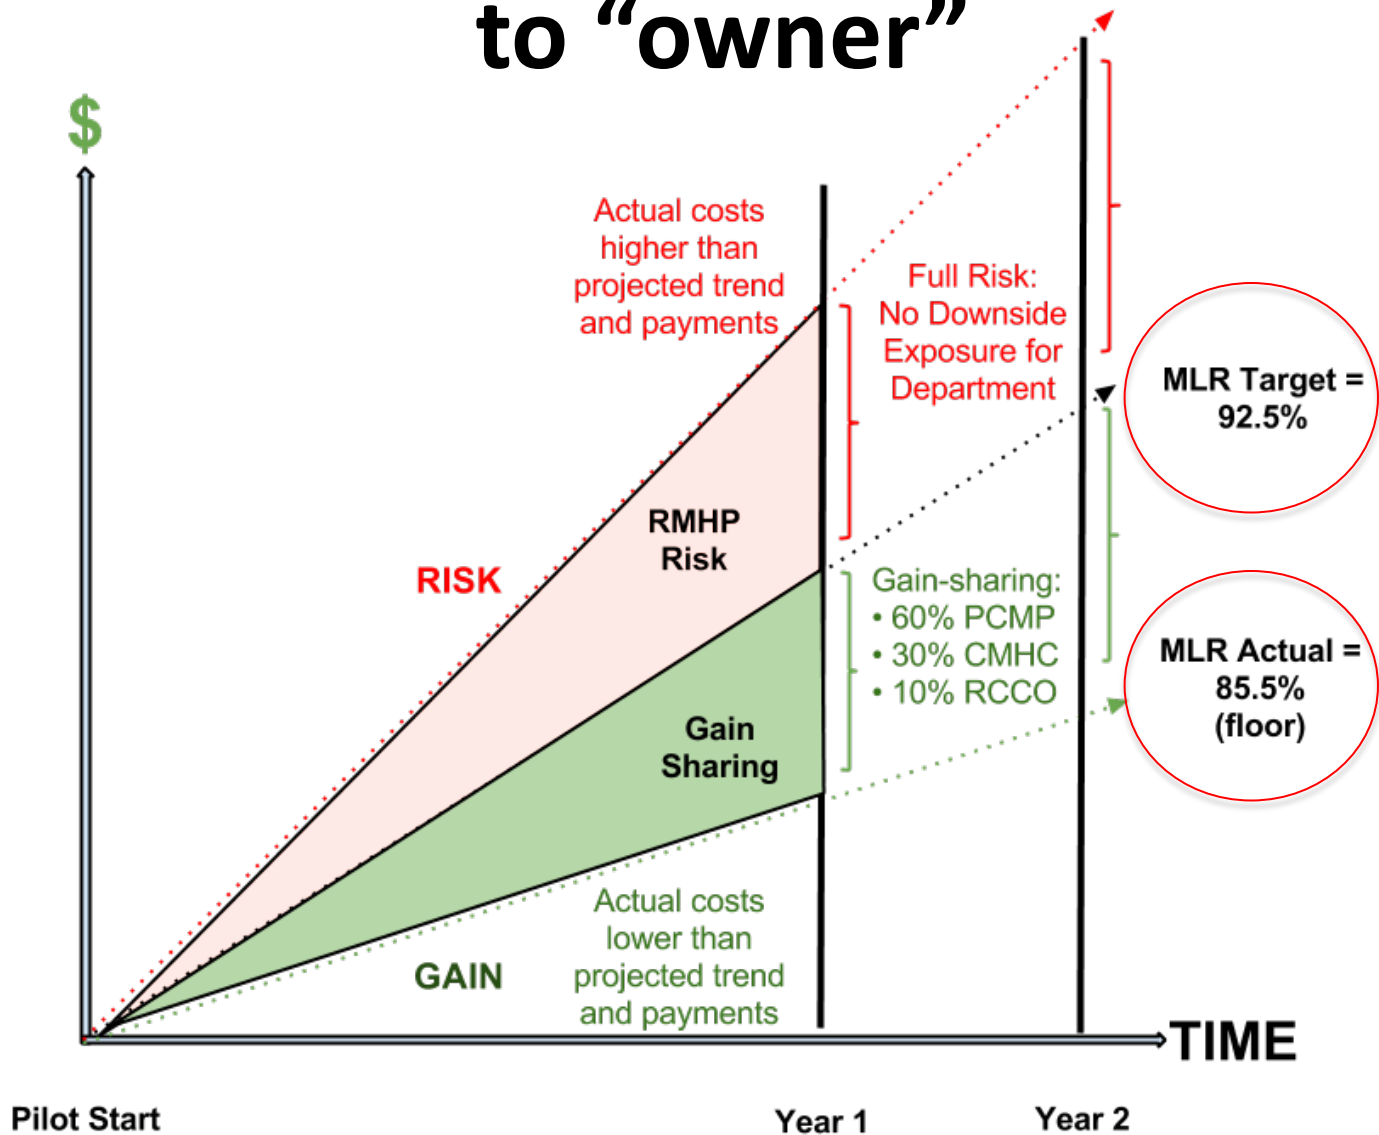 to “owner”
$
Actual costs
higher than
projected trend
and payments
Full Risk:
No Downside
Exposure for
Department
MLR Target =
92.5%
RMHP
Risk
RISK
Gain-sharing:
• 60% PCMP
• 30% CMHC
• 10% RCCO
MLR Actual =
85.5%
(floor)
Gain
Sharing
Actual costs
lower than
projected trend
and payments
GAIN
TIME
Pilot Start
Year 1
Year 2